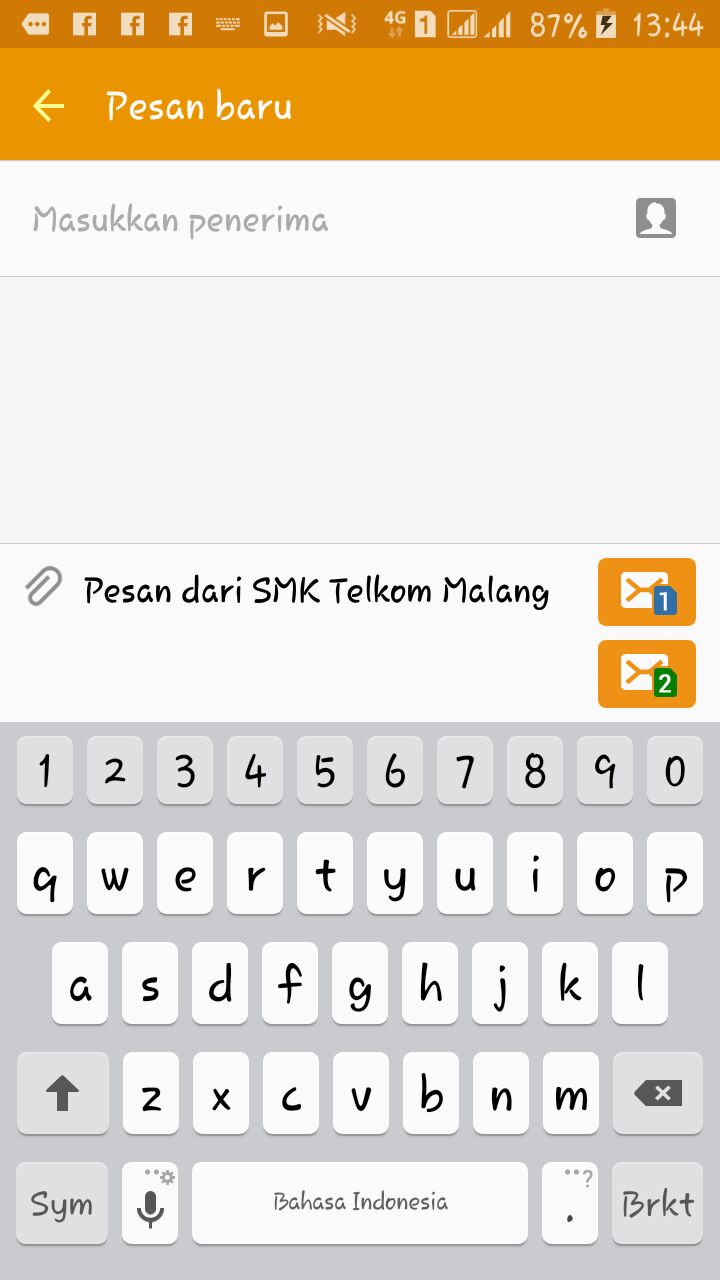 4G 1 87% 13:44
Pesan baru
Masukkan penerima
Pesan dari SMK Telkom Malang
1
2
1 2 3 4 5 6 7 8 9 0
q w e r t y u i o p
a s d f g h j k l
z x c v b n m
Sym Bahasa Indonesia . ? Brkt